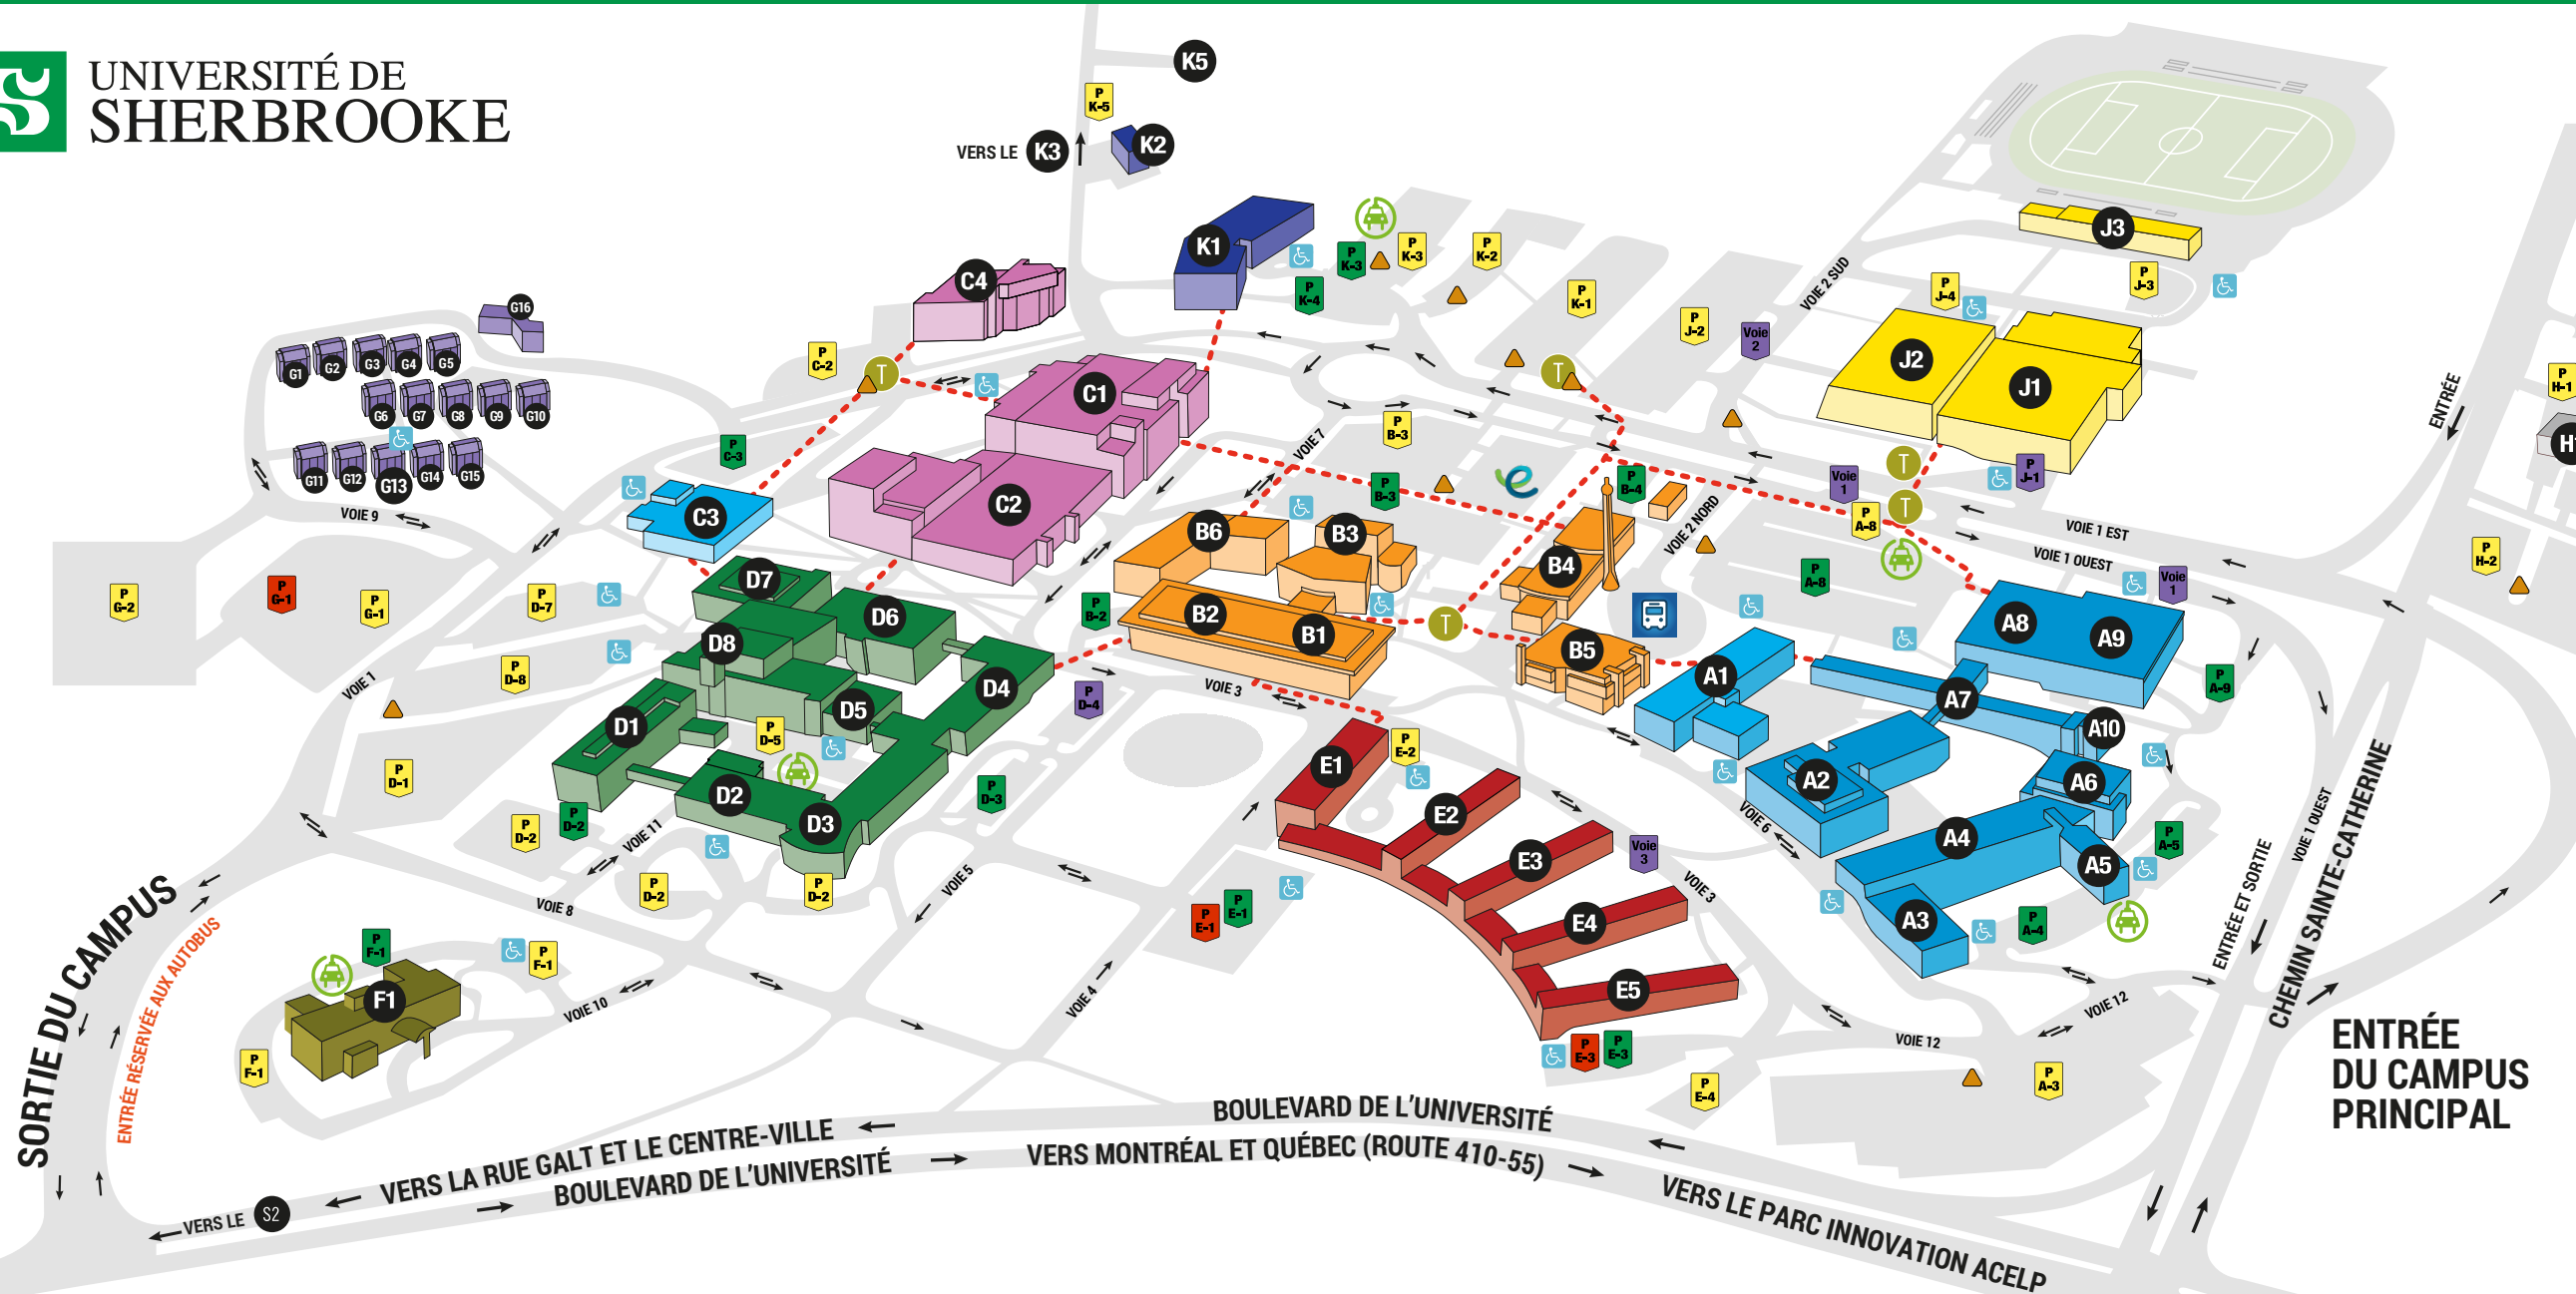 UNIVERSITÉ DE
SHERBROOKE
K5
P K-5
VERS LE K3
K2
K1
P K-3
P K-3
P K-2
P K-4
P K-1
P J-2
Voie 2
VOIE 2 SUD
J3
P J-3
P J-4
J2
J1
P J-1
ENTRÉE
P H-1
P H-2
C4
G16
G1
G2
G3
G4
G5
G6
G7
G8
G9
G10
G11
G12
G13
G14
G15
P C-2
T
C1
T
P C-3
C3
C2
P B-3
VOIE 7
P B-3
P B-4
VOIE 2 NORD
Voie 1
P A-8
T
T
VOIE 1 EST
VOIE 1 OUEST
Voie 1
VOIE 9
P G-2
P G-1
P G-1
P D-7
D7
D6
D8
B6
B3
B4
P A-8
P B-2
B2
B1
T
B5
A1
A8
A9
P A-9
P D-8
VOIE 1
D4
P D-4
VOIE 3
D1
D5
P D-5
A7
A10
P D-1
P D-2
P D-2
D2
D3
P D-3
VOIE 11
E1
P E-2
E2
A2
A6
VOIE 6
E3
Voie 3
A4
P A-5
A5
P D-2
P D-2
VOIE 5
VOIE 8
P E-1
P E-1
E4
VOIE 3
A3
P A-4
VOIE 1 OUEST
ENTRÉE ET SORTIE
CHEMIN SAINTE-CATHERINE
SORTIE DU CAMPUS
ENTRÉE RÉSERVÉE AUX AUTOBUS
P F-1
P F-1
F1
P F-1
VOIE 10
VOIE 4
E5
P E-3
P E-3
P E-4
VOIE 12
VOIE 12
P A-3
ENTRÉE
DU CAMPUS
PRINCIPAL
BOULEVARD DE L'UNIVERSITÉ
VERS LA RUE GALT ET LE CENTRE-VILLE
BOULEVARD DE L'UNIVERSITÉ
VERS MONTRÉAL ET QUÉBEC (ROUTE 410-55)
VERS LE PARC INNOVATION ACELP
VERS LE S2